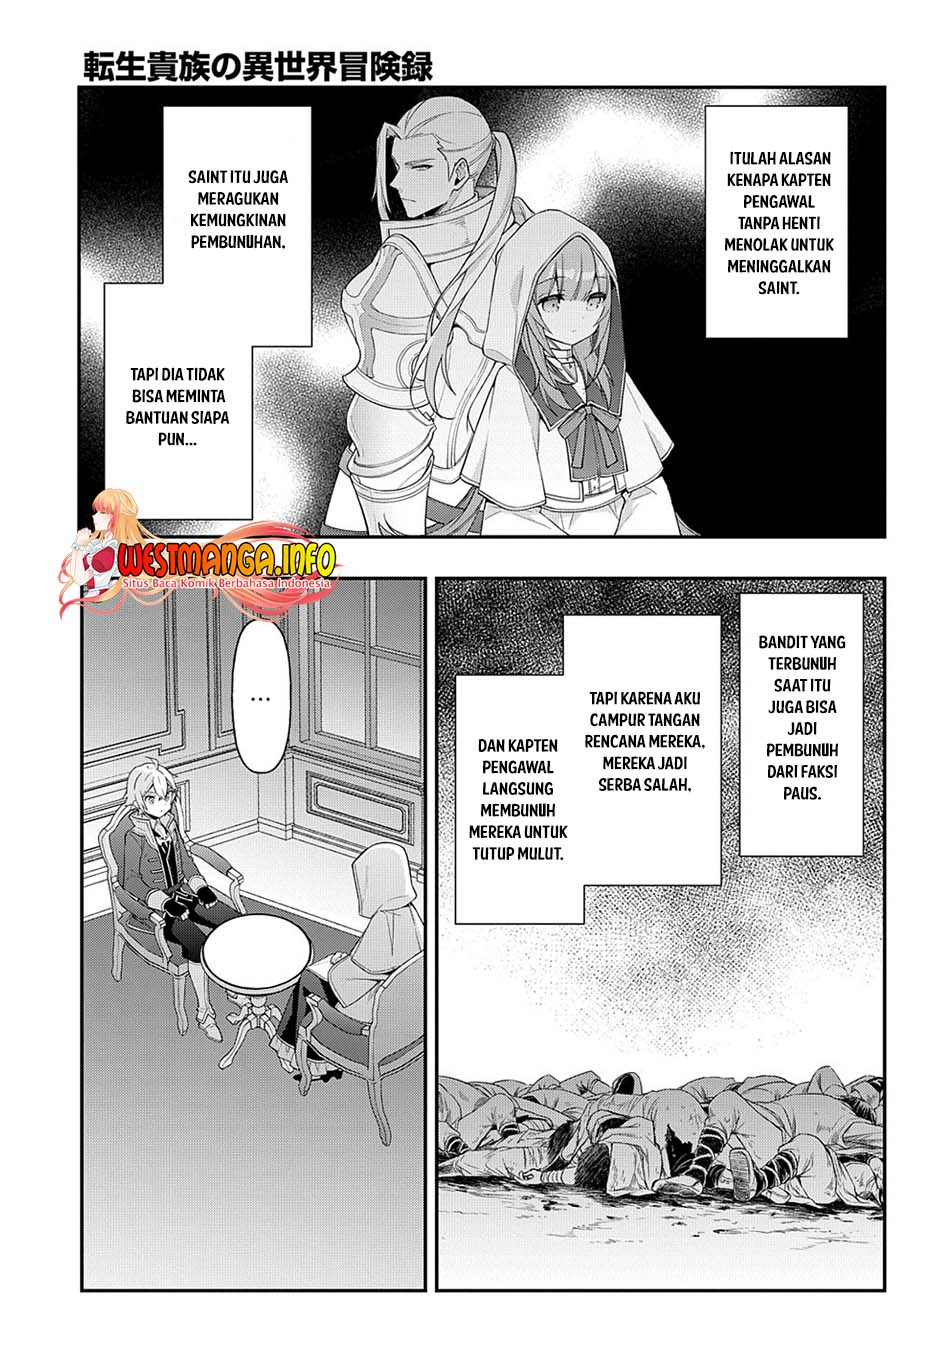 転生貴族の異世界冒険録
ITULAH ALASAN
KENAPA KAPTEN
PENGAWAL
TANPA HENTI
MENOLAK UNTUK
MENINGGALKAN
SAINT.
SAINT ITU JUGA
MERAGUKAN
KEMUNGKINAN
PEMBUNUHAN.
TAPI DIA TIDAK
BISA MEMINTA
BANTUAN SIAPA
PUN...
WESTMANGA.INFO
Situs Baca Komik Berbahasa Indonesia
BANDIT YANG
TERBUNUH
SAAT ITU
JUGA BISA
JADI
PEMBUNUH
DARI FAKSI
PAUS.
TAPI KARENA AKU
CAMPUR TANGAN
RENCANA MEREKA,
MEREKA JADI
SERBA SALAH.
DAN KAPTEN
PENGAWAL
LANGSUNG
MEMBUNUH
MEREKA UNTUK
TUTUP MULUT.
...